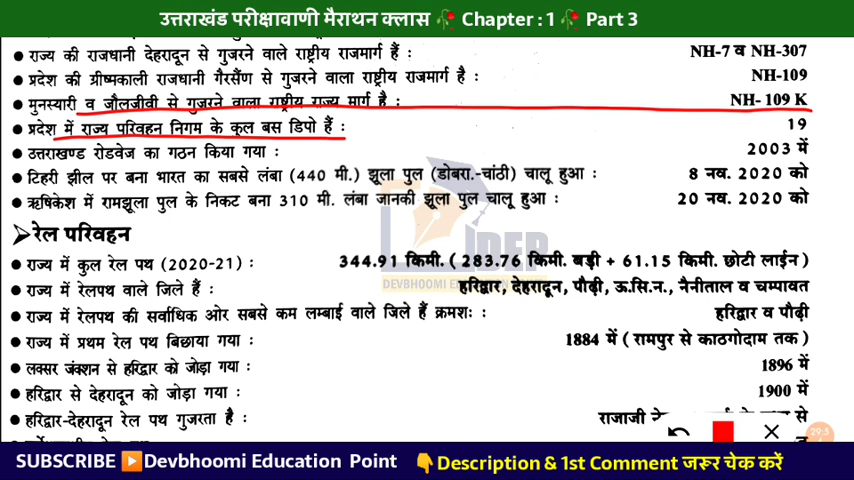 उत्तराखंड परीक्षावाणी मैराथन क्लास 🥀 Chapter : 1 🥀 Part 3
● राज्य की राजधानी देहरादून से गुजरने वाले राष्ट्रीय राजमार्ग हैं : NH-7 व NH-307
● प्रदेश की ग्रीष्मकाली राजधानी गैरसैंण से गुजरने वाला राष्ट्रीय राजमार्ग है : NH-109
● मुनस्यारी व जौलजीवी से गुजरने वाला राष्ट्रीय राज्य मार्ग है : NH- 109 K
● प्रदेश में राज्य परिवहन निगम के कुल बस डिपो हैं : 19
● उत्तराखण्ड रोडवेज का गठन किया गया : 2003 में
● टिहरी झील पर बना भारत का सबसे लंबा (440 मी.) झूला पुल (डोबरा.-चांठी) चालू हुआ : 8 नव. 2020 को
● ऋषिकेश में रामझूला पुल के निकट बना 310 मी. लंबा जानकी झूला पुल चालू हुआ : 20 नव. 2020 को
➤रेल परिवहन
● राज्य में कुल रेल पथ (2020-21) : 344.91 किमी. ( 283.76 किमी. बड़ी + 61.15 किमी. छोटी लाईन )
● राज्य में रेलपथ वाले जिले हैं : हरिद्वार, देहरादून, पौढ़ी, ऊ.सि.न., नैनीताल व चम्पावत
● राज्य में रेलपथ की सर्वाधिक ओर सबसे कम लम्बाई वाले जिले हैं क्रमशः : हरिद्वार व पौढ़ी
● राज्य में प्रथम रेल पथ बिछाया गया : 1884 में ( रामपुर से काठगोदाम तक )
● लक्सर जंक्शन से हरिद्वार को जोड़ा गया : 1896 में
● हरिद्वार से देहरादून को जोड़ा गया : 1900 में
● हरिद्वार-देहरादून रेल पथ गुजरता है : राजाजी से
DEP
DEVBHOOMI
29:5
SUBSCRIBE ▶️Devbhoomi Education Point 👇Description & 1st Comment जरूर चेक करें